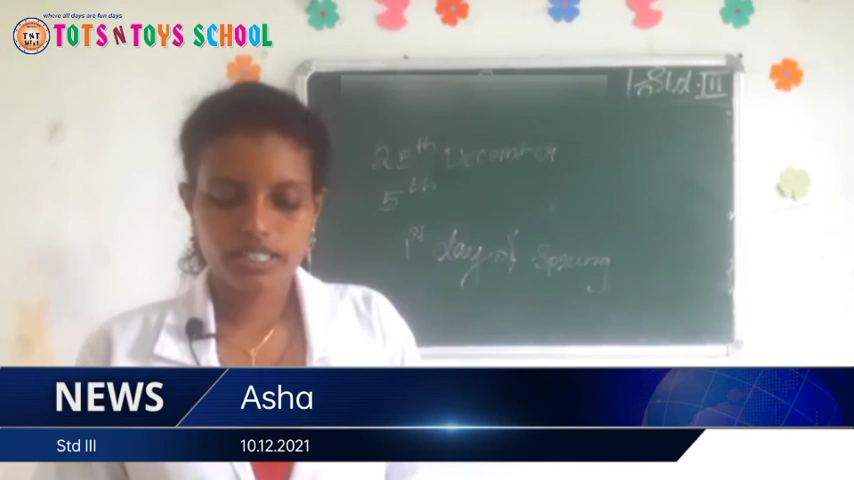 where all days are fun days
TOTS N TOYS SCHOOL
TNT
Std. III
25th December
5th
1st day of spring
NEWS
Asha
Std III
10.12.2021